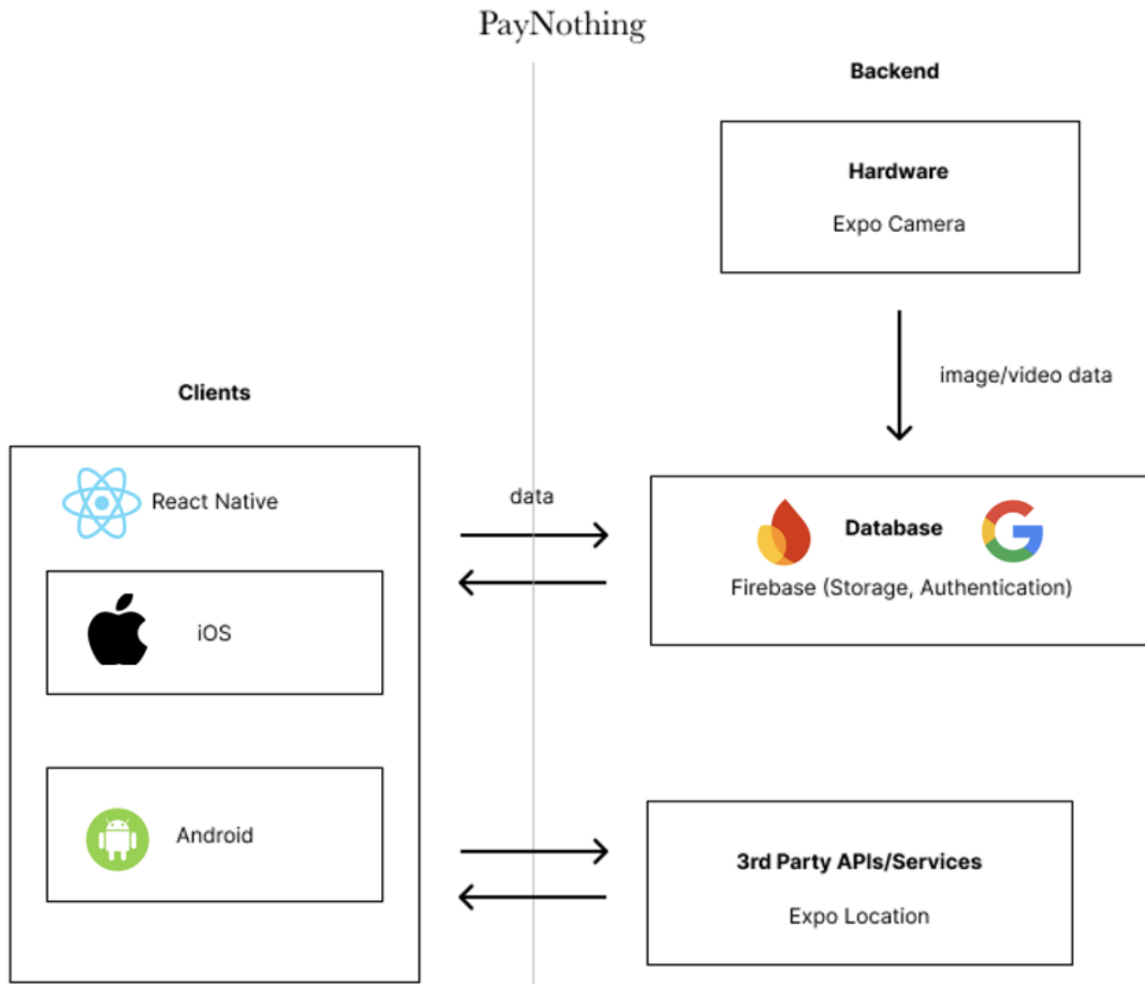 PayNothing
Backend
Hardware
Expo Camera
image/video data
Clients
React Native
data
Database
Firebase (Storage, Authentication)
iOS
Android
3rd Party APIs/Services
Expo Location